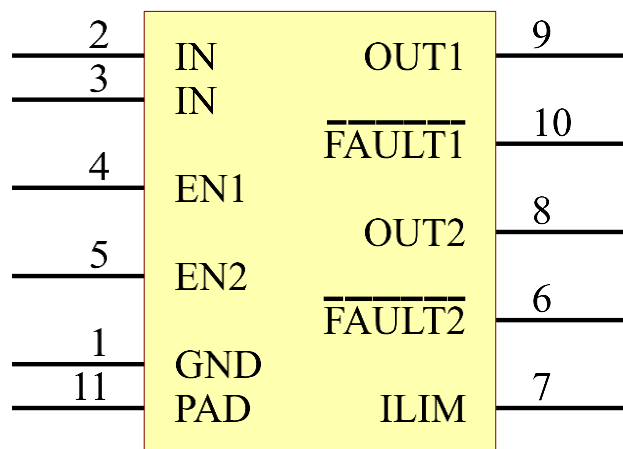 2 IN OUT1 9
3 IN
FAULT1 10
4 EN1
OUT2 8
5 EN2
FAULT2 6
1 GND
11 PAD ILIM 7